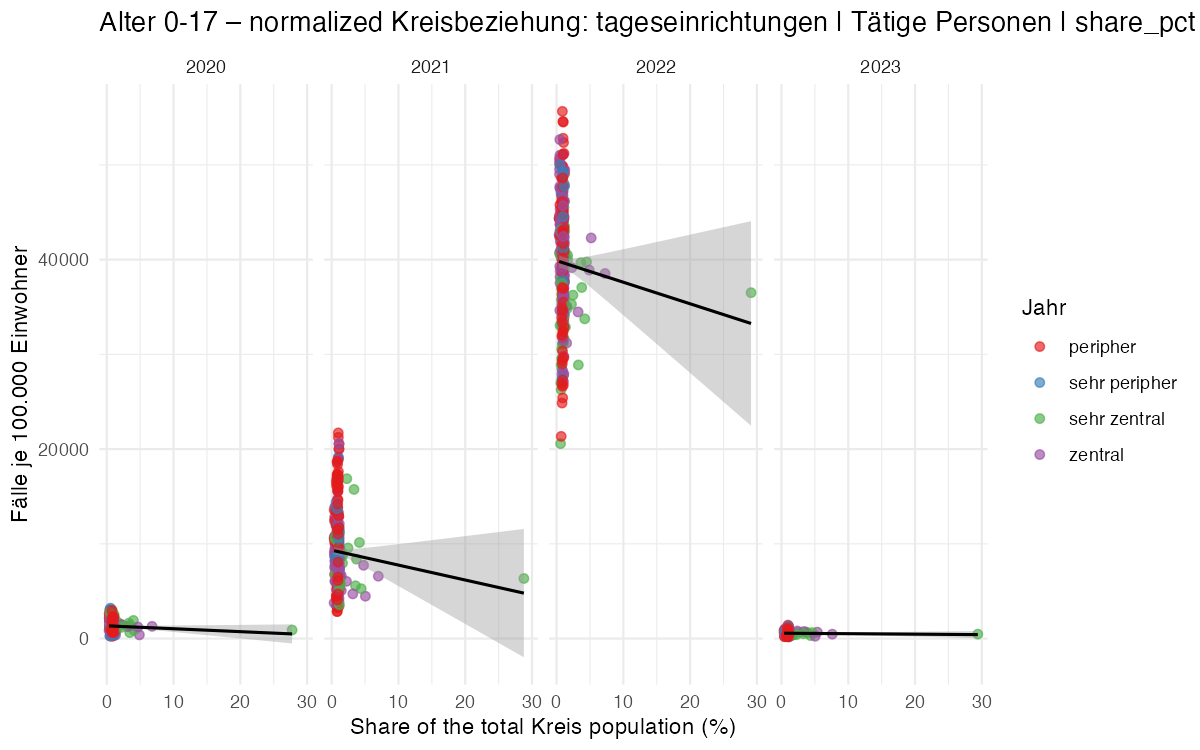 Alter 0-17 – normalized Kreisbeziehung: tageseinrichtungen | Tätige Personen | share_pct
2020 2021 2022 2023
Fälle je 100.000 Einwohner
40000
20000
0
0 10 20 30 0 10 20 30 0 10 20 30 0 10 20 30
Share of the total Kreis population (%)
Jahr
peripher
sehr peripher
sehr zentral
zentral